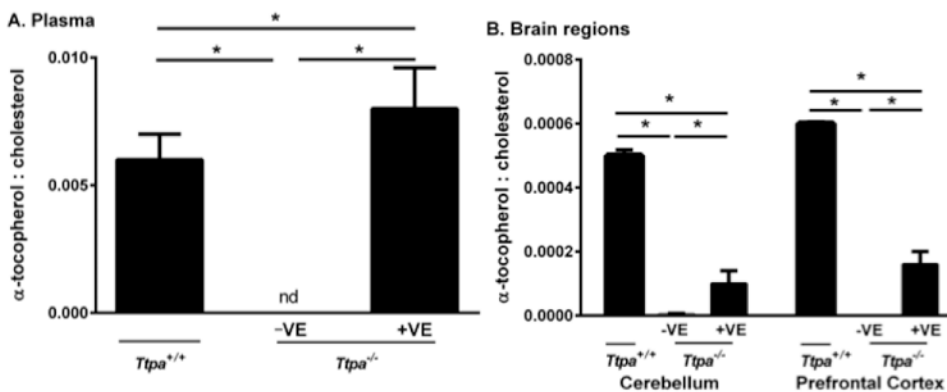 A. Plasma
*
*
*
0.010
0.005
0.000
α-tocopherol : cholesterol
nd
–VE
+VE
Ttpa+/+
Ttpa-/-
B. Brain regions
0.0008
0.0006
0.0004
0.0002
0.0000
α-tocopherol : cholesterol
*
*
*
*
*
*
-VE
+VE
-VE
+VE
Ttpa+/+
Ttpa-/-
Ttpa+/+
Ttpa-/-
Cerebellum
Prefrontal Cortex